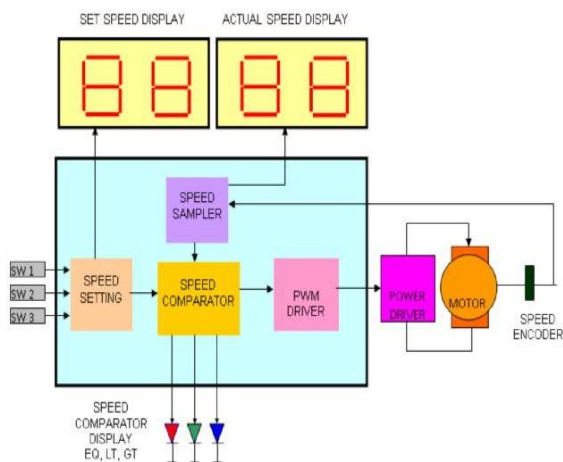 SET SPEED DISPLAY
ACTUAL SPEED DISPLAY
88
88
SPEED
SAMPLER
SW 1
SW 2
SW 3
SPEED
SETTING
SPEED
COMPARATOR
PWM
DRIVER
POWER
DRIVER
MOTOR
SPEED
ENCODER
SPEED
COMPARATOR
DISPLAY
EQ, LT, GT